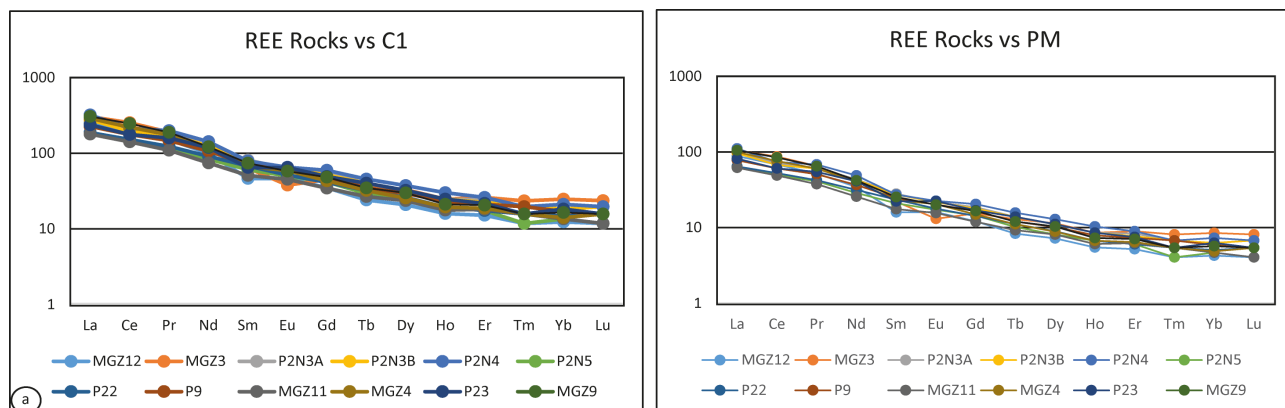 REE Rocks vs C1
1000
100
10
1
La Ce Pr Nd Sm Eu Gd Tb Dy Ho Er Tm Yb Lu
MGZ12 MGZ3 P2N3A P2N3B P2N4 P2N5
P22 P9 MGZ11 MGZ4 P23 MGZ9
a
REE Rocks vs PM
1000
100
10
1
La Ce Pr Nd Sm Eu Gd Tb Dy Ho Er Tm Yb Lu
MGZ12 MGZ3 P2N3A P2N3B P2N4 P2N5
P22 P9 MGZ11 MGZ4 P23 MGZ9